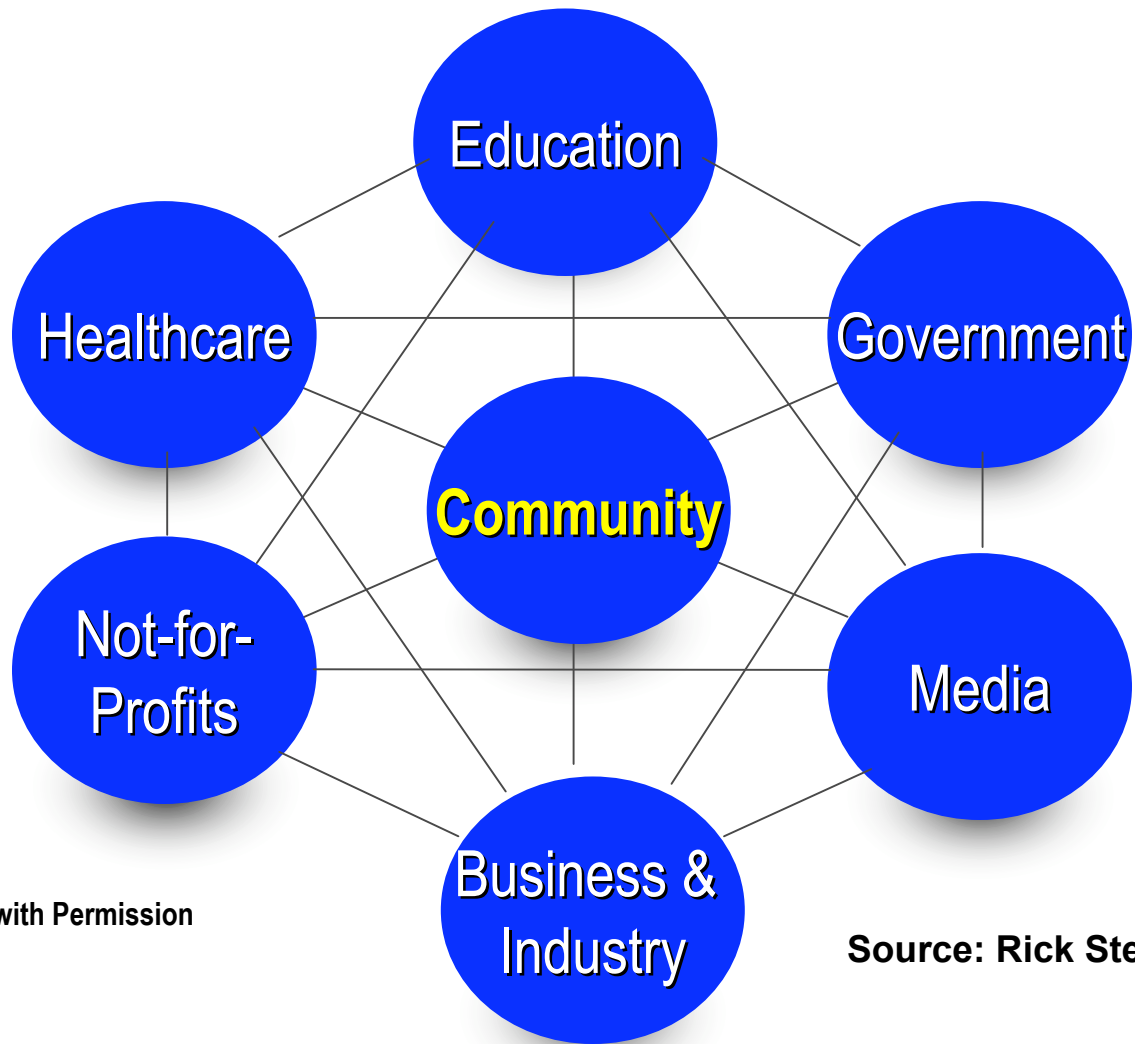 Education
Healthcare
Government
Community
Not-for-
Profits
Media
Business &
Industry
with Permission
Source: Rick Ste